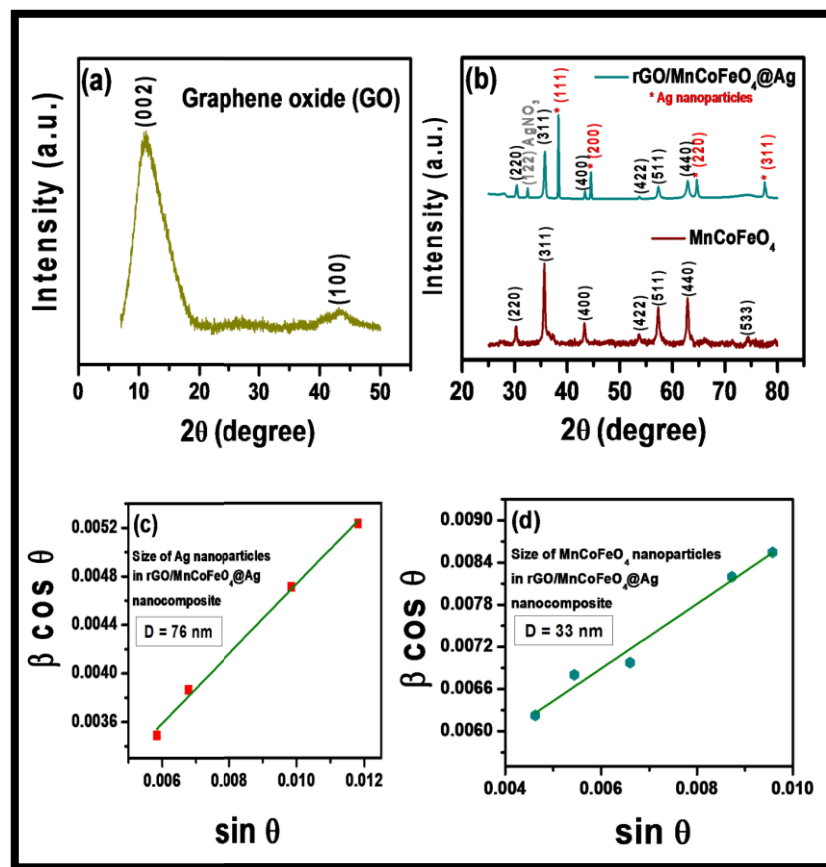 (a)
(002)
Graphene oxide (GO)
(100)
Intensity (a.u.)
0 10 20 30 40 50
2θ (degree)
(b)
rGO/MnCoFeO₄@Ag
* Ag nanoparticles
(220)
(122) AgNO₃
(311)
* (111)
(400)
* (200)
(422)
(511)
(440)
* (220)
* (311)
MnCoFeO₄
(220)
(311)
(400)
(422)
(511)
(440)
(533)
Intensity (a.u.)
20 30 40 50 60 70 80
2θ (degree)
(c)
Size of Ag nanoparticles
in rGO/MnCoFeO₄@Ag
nanocomposite
D = 76 nm
β cos θ
0.0052
0.0048
0.0044
0.0040
0.0036
0.006 0.008 0.010 0.012
sin θ
(d)
Size of MnCoFeO₄ nanoparticles
in rGO/MnCoFeO₄@Ag
nanocomposite
D = 33 nm
β cos θ
0.0090
0.0084
0.0078
0.0072
0.0066
0.0060
0.004 0.006 0.008 0.010
sin θ